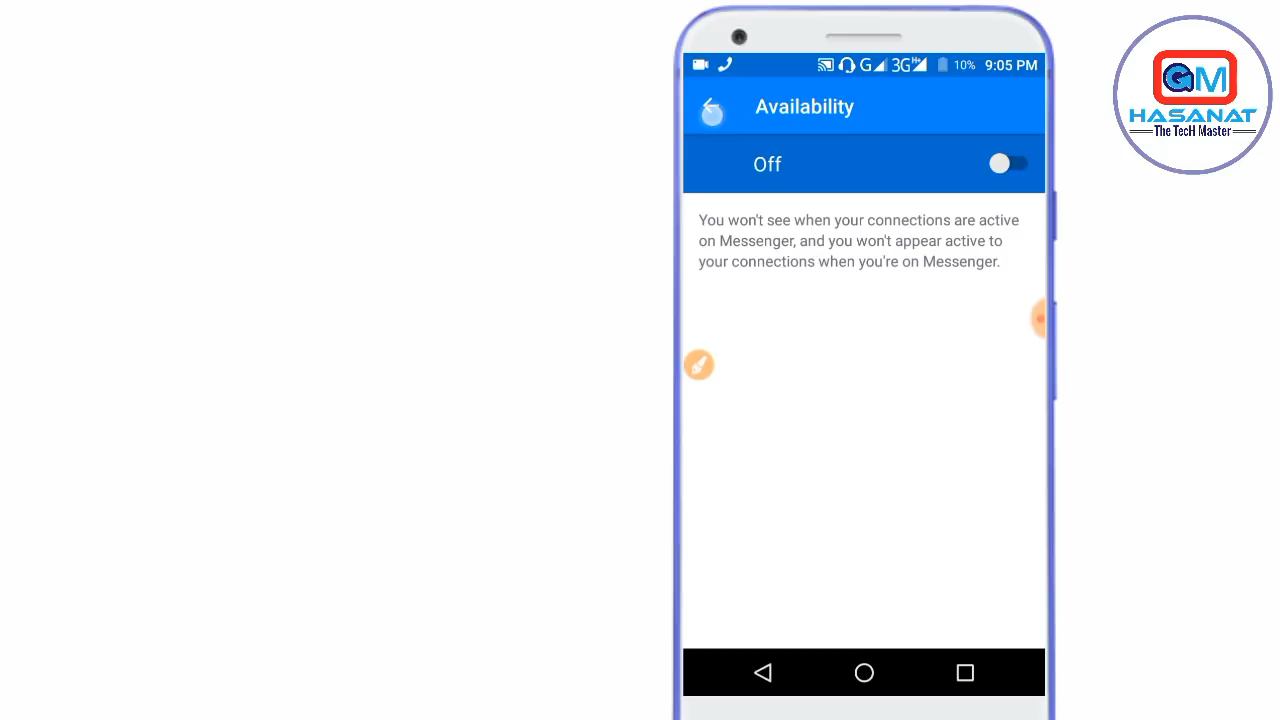 G 3G H+ 10% 9:05 PM
Availability
Off
You won't see when your connections are active
on Messenger, and you won't appear active to
your connections when you're on Messenger.
GM
HASANAT
The TecH Master